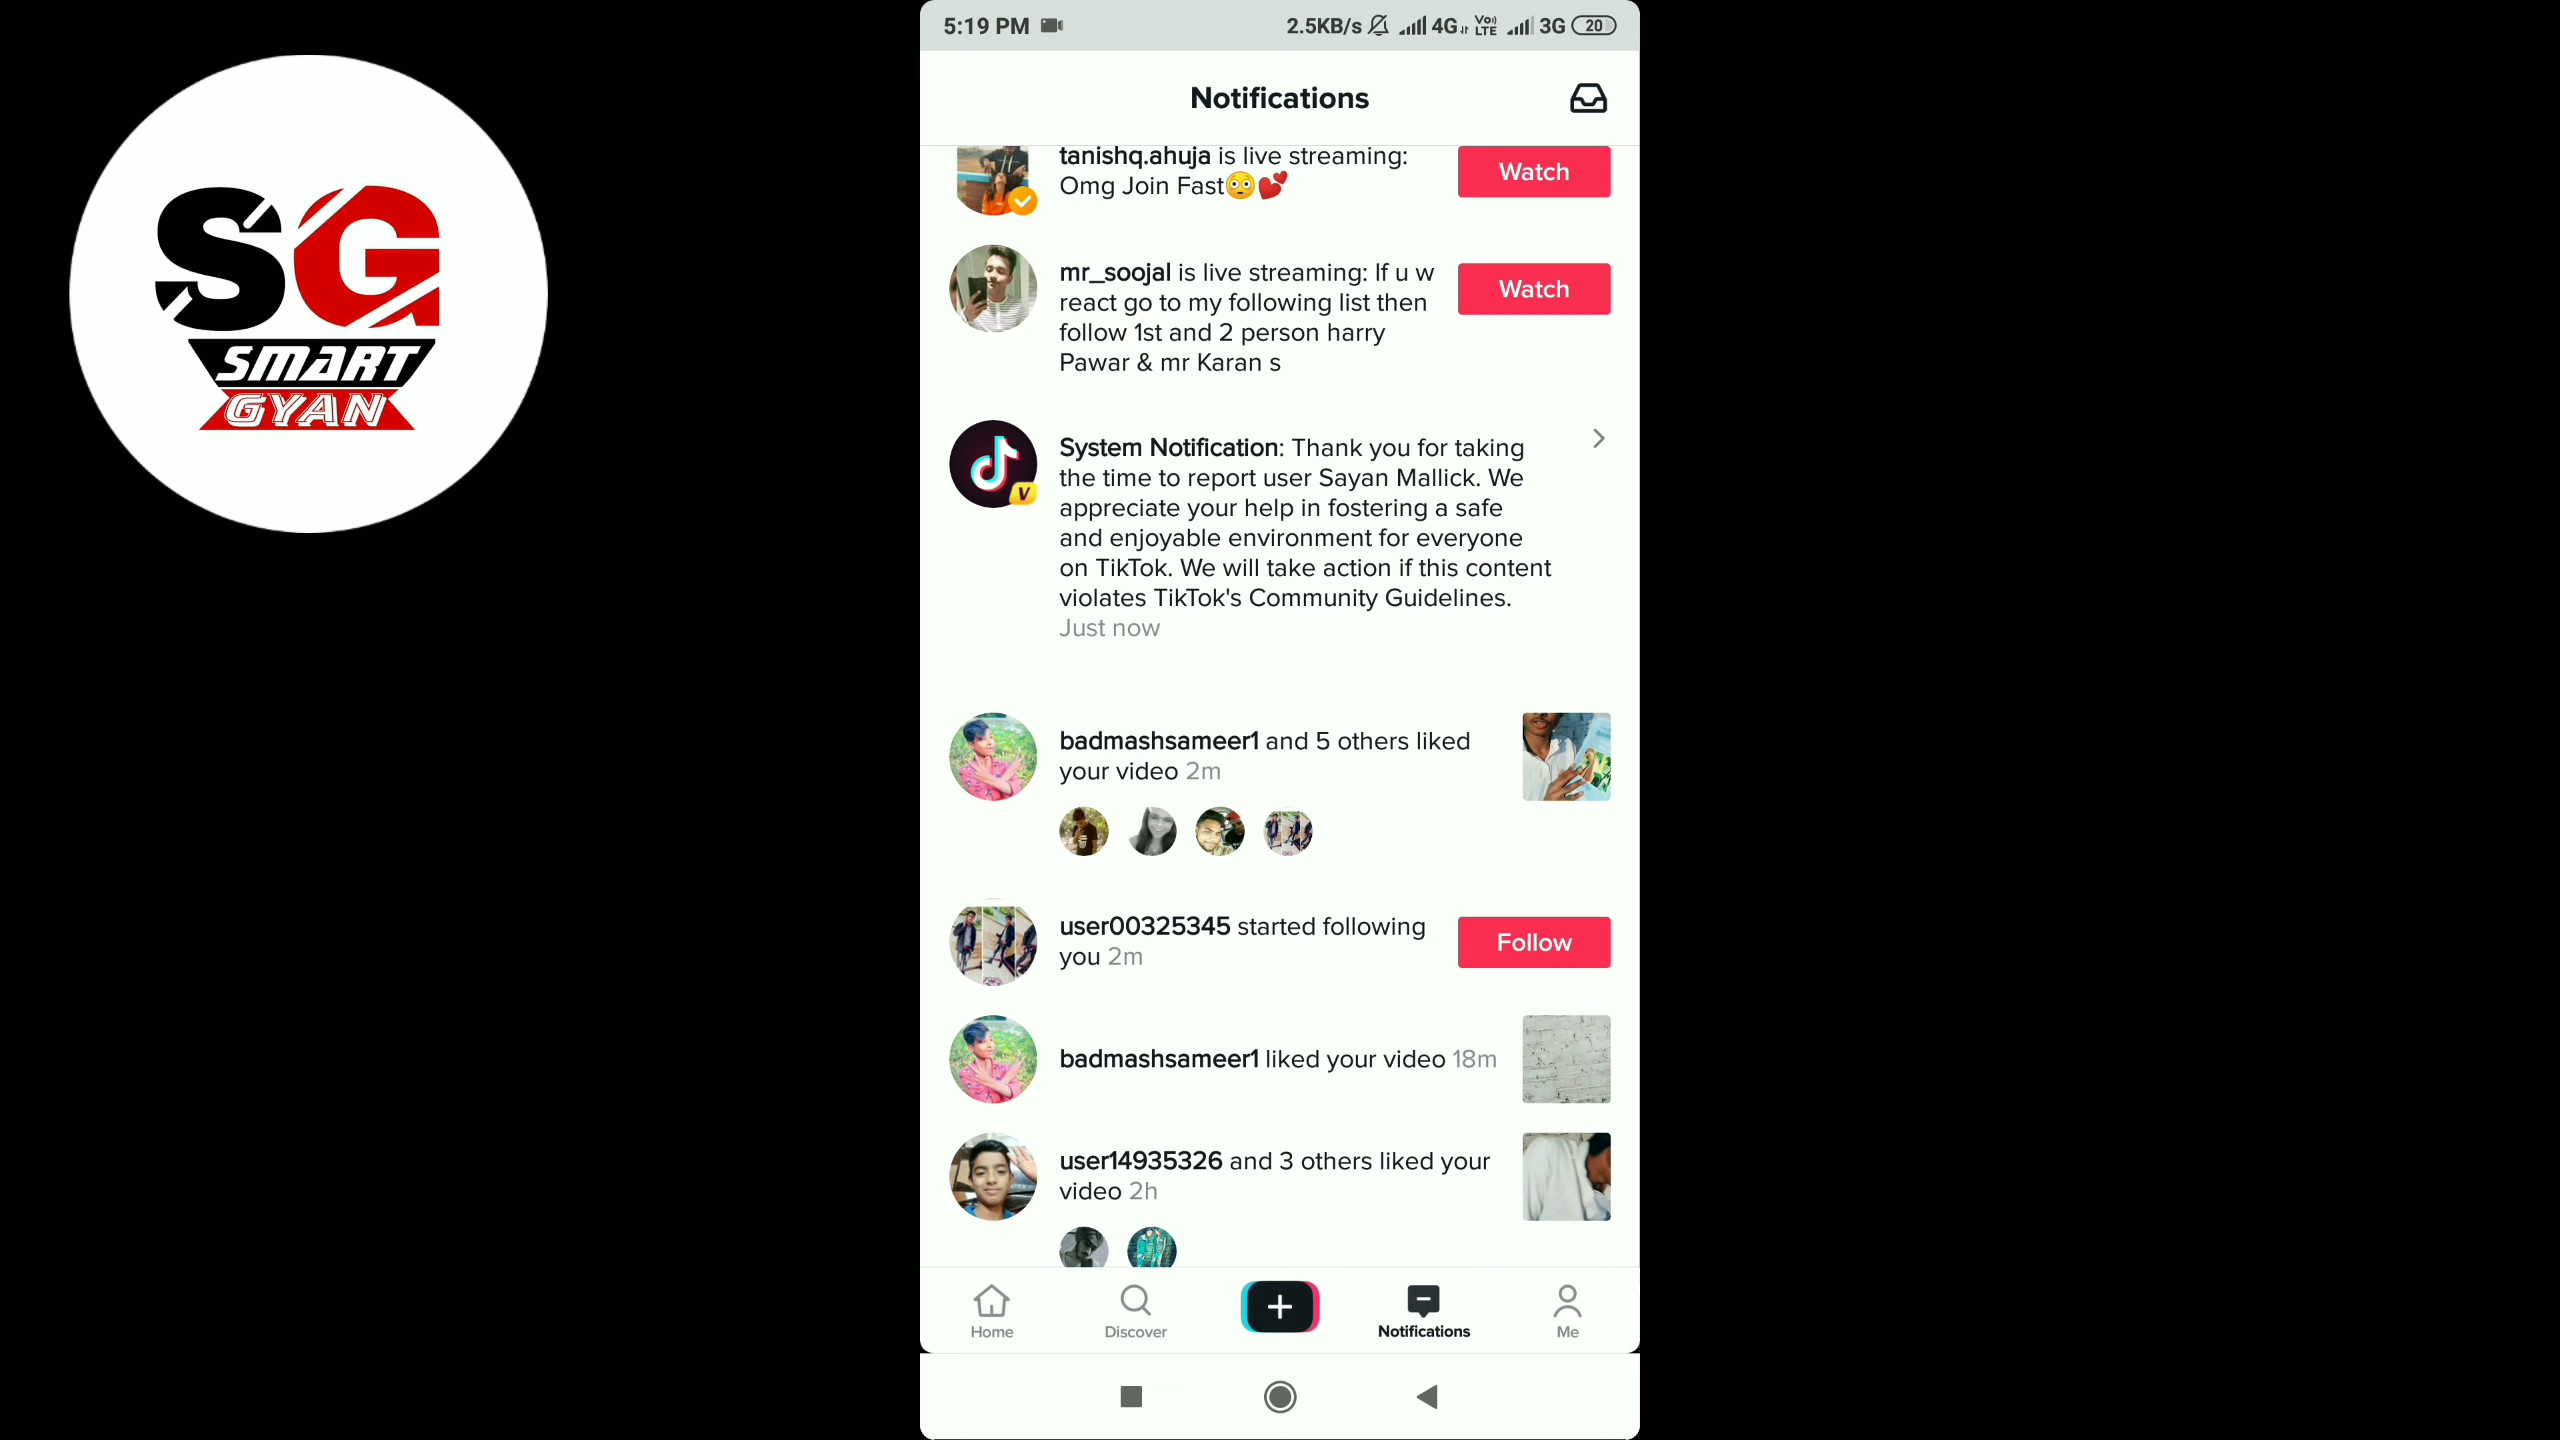 5:19 PM 2.5KB/s 4G Vo)) LTE 3G 20
SG
SMART
GYAN
Notifications
tanishq.ahuja is live streaming:
Omg Join Fast😳💕
Watch
mr_soojal is live streaming: If u w
react go to my following list then
follow 1st and 2 person harry
Pawar & mr Karan s
Watch
System Notification: Thank you for taking
the time to report user Sayan Mallick. We
appreciate your help in fostering a safe
and enjoyable environment for everyone
on TikTok. We will take action if this content
violates TikTok's Community Guidelines.
Just now
V
badmashsameer1 and 5 others liked
your video 2m
user00325345 started following
you 2m
Follow
badmashsameer1 liked your video 18m
user14935326 and 3 others liked your
video 2h
Home Discover Notifications Me